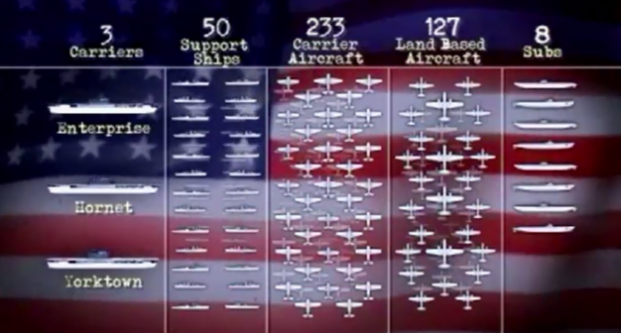 3
Carriers
50
Support
Ships
233
Carrier
Aircraft
127
Land Based
Aircraft
8
Subs
Enterprise
Hornet
Yorktown